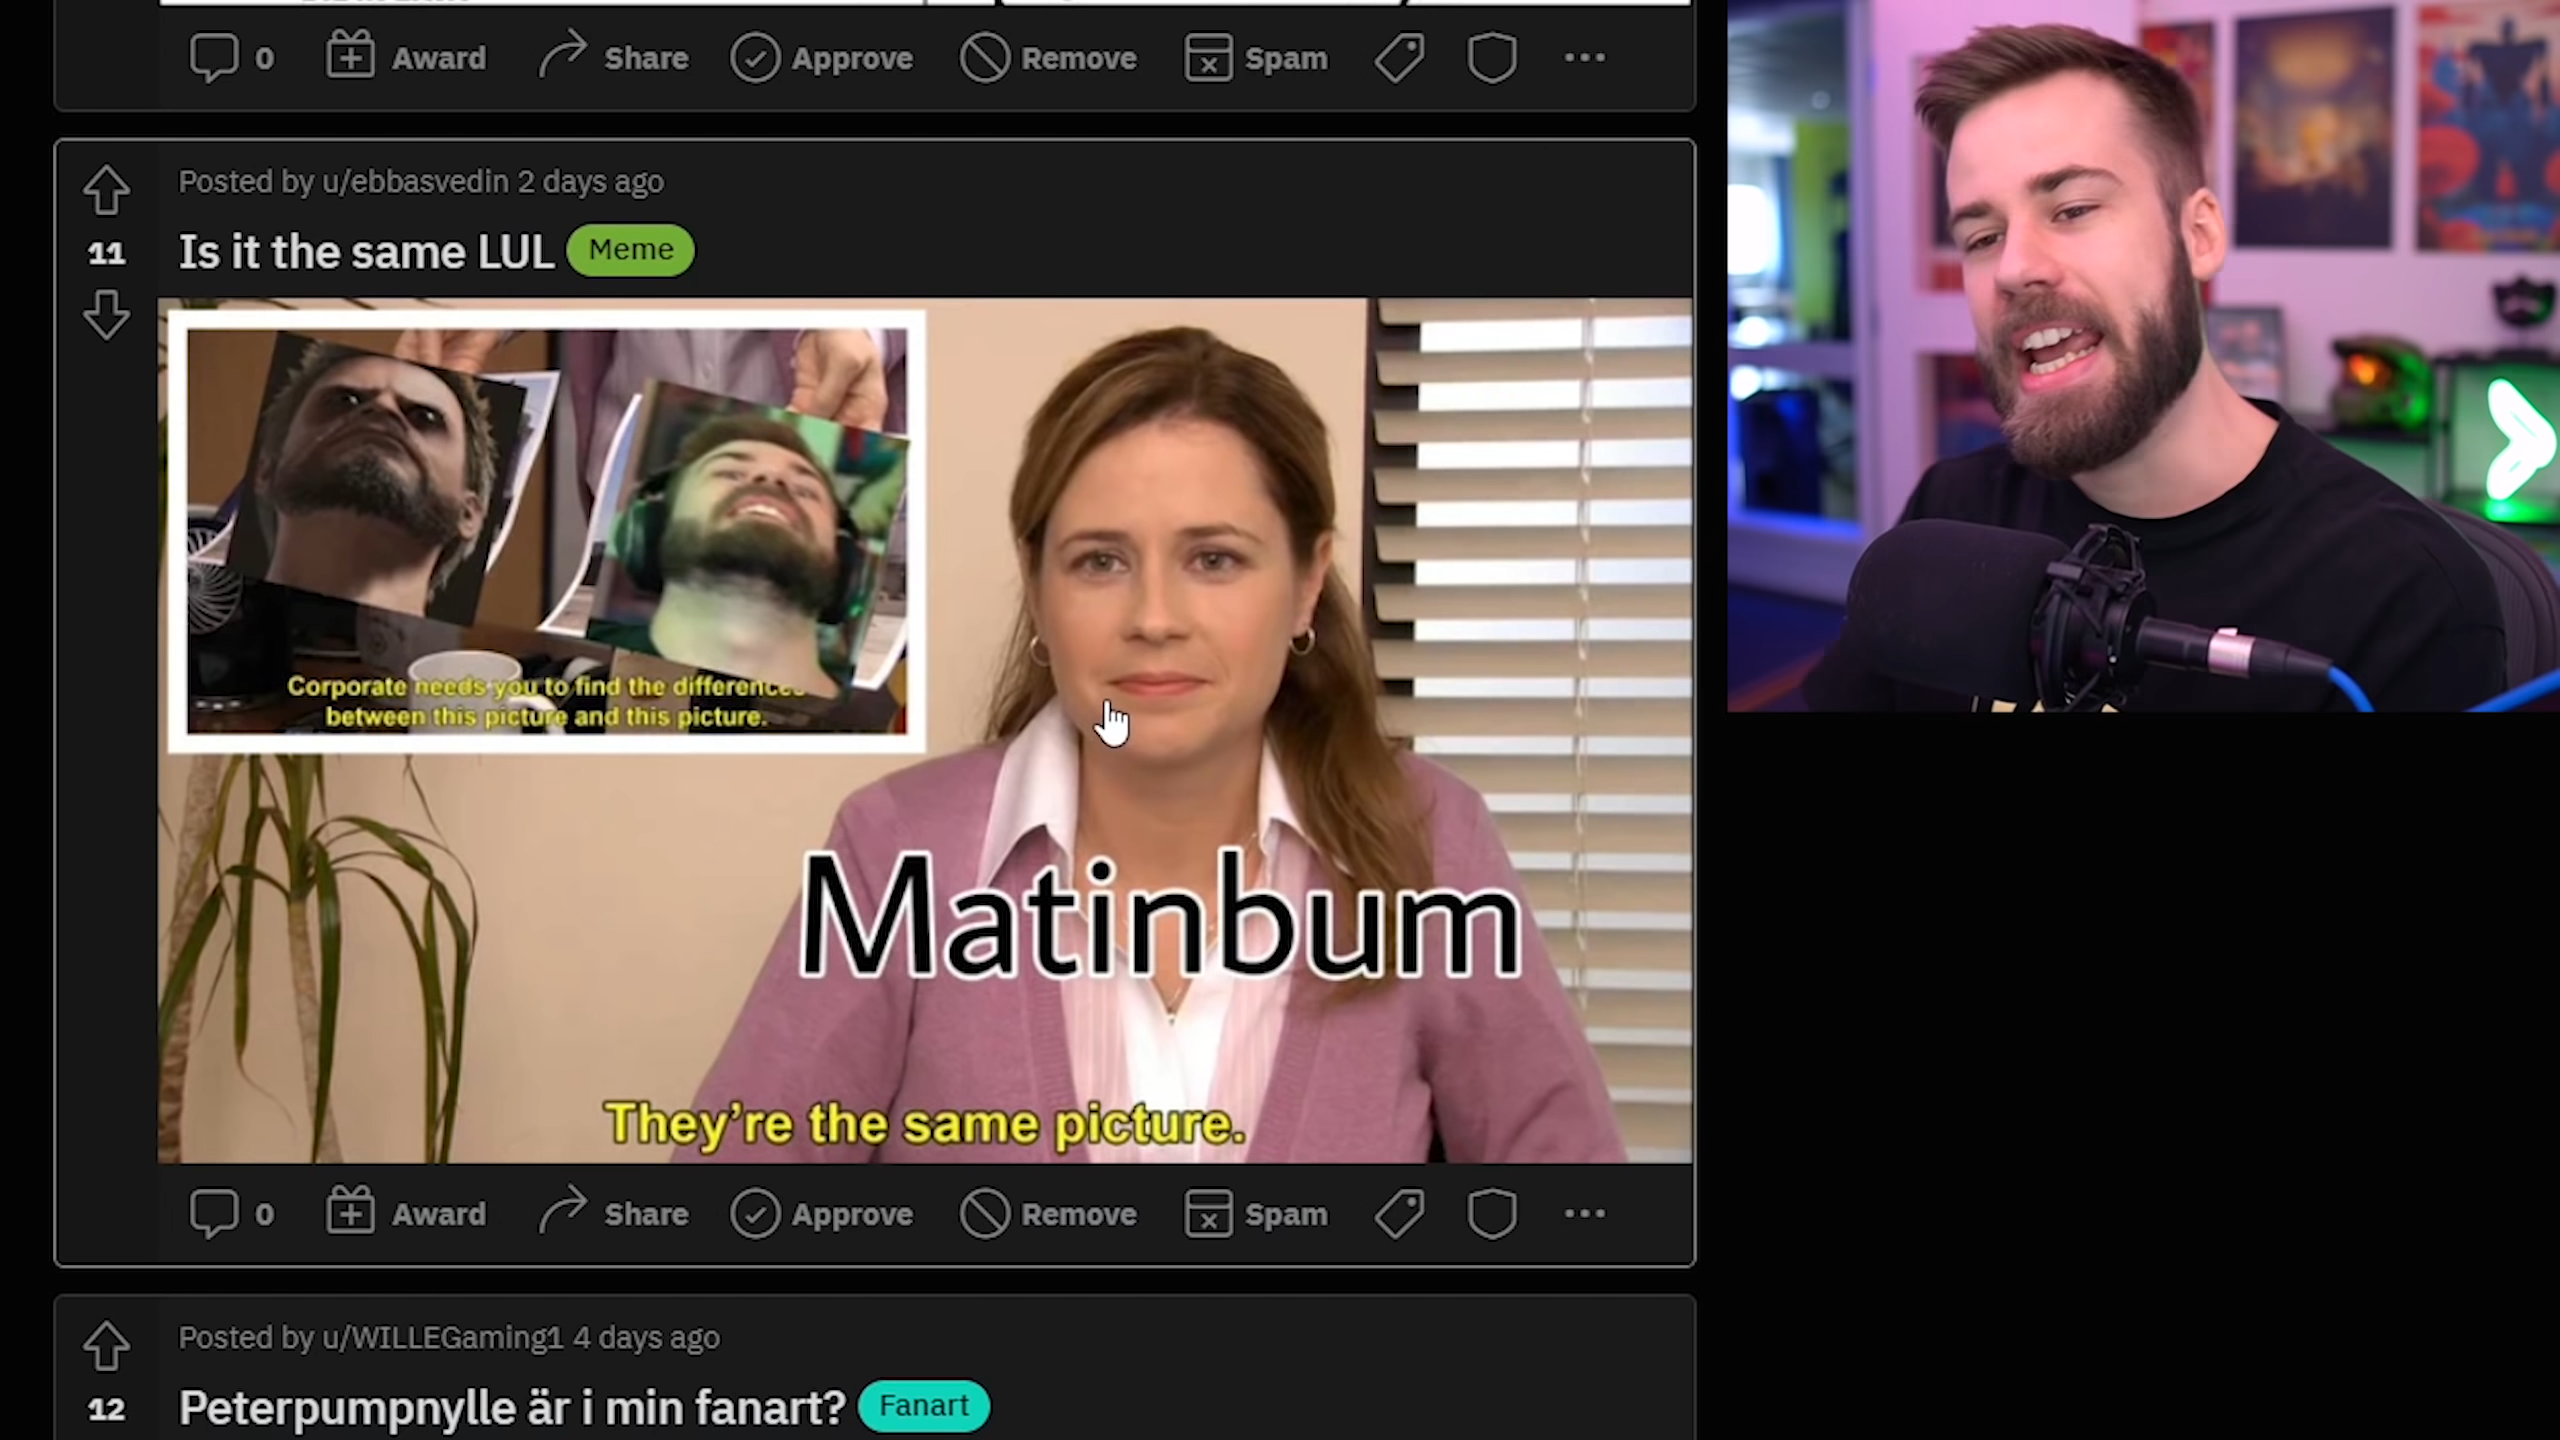 0 Award Share Approve Remove Spam
Posted by u/ebbasvedin 2 days ago
11
Is it the same LUL Meme
Corporate needs you to find the differences
between this picture and this picture.
Matinbum
They're the same picture.
0 Award Share Approve Remove Spam
Posted by u/WILLEGaming1 4 days ago
12
Peterpumpnylle är i min fanart? Fanart